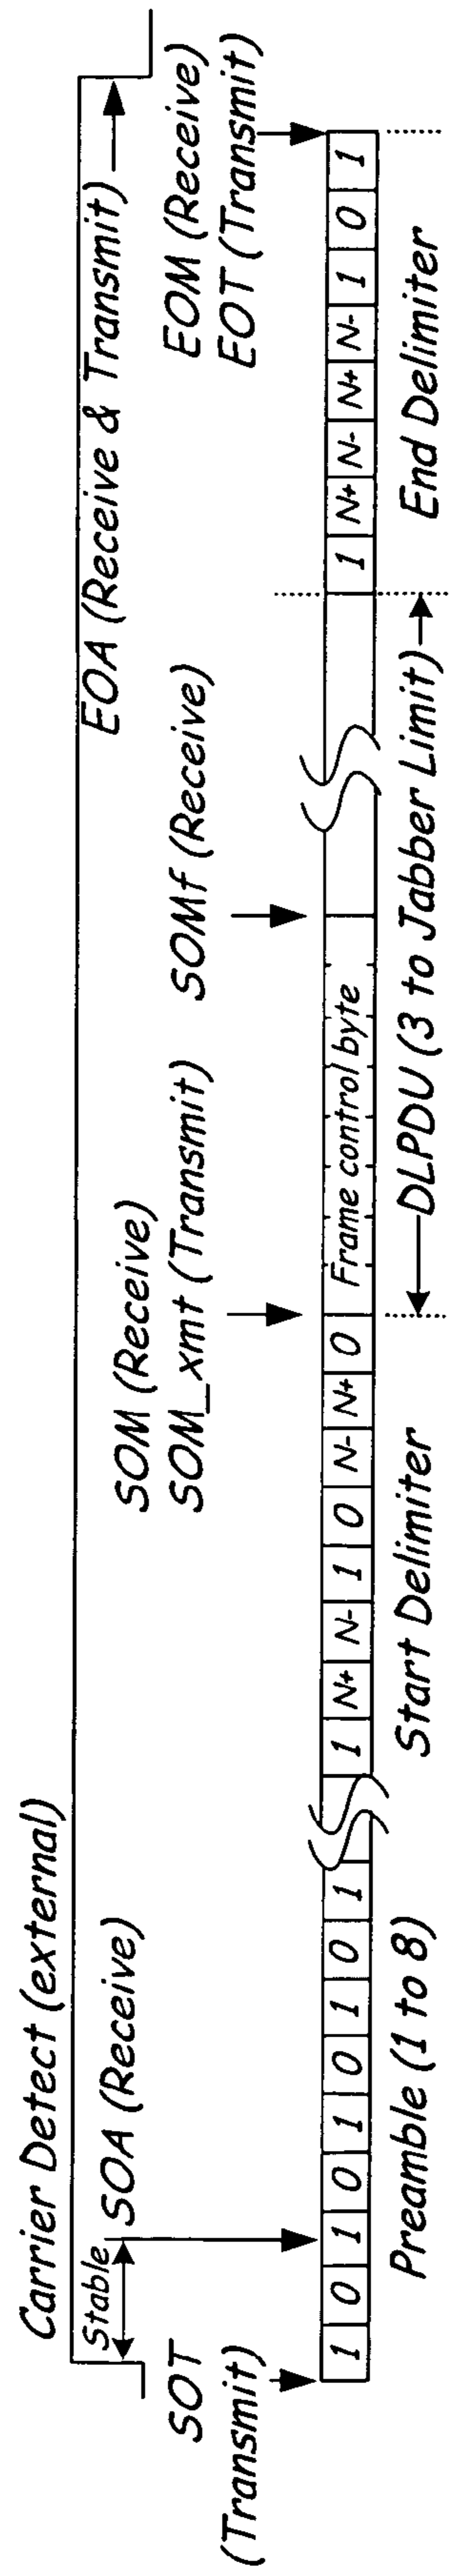 Carrier Detect (external)
Stable
SOA (Receive)
EOA (Receive & Transmit)
SOT
(Transmit)
SOM (Receive)
SOM_xmt (Transmit)
SOMf (Receive)
EOM (Receive)
EOT (Transmit)
1 0 1 0 1 0 1 0 1 1 N+ N- 1 0 N- N+ 0 Frame control byte 1 N+ N- N+ N- 1 0 1
Preamble (1 to 8)
Start Delimiter
DLPDU (3 to Jabber Limit)
End Delimiter